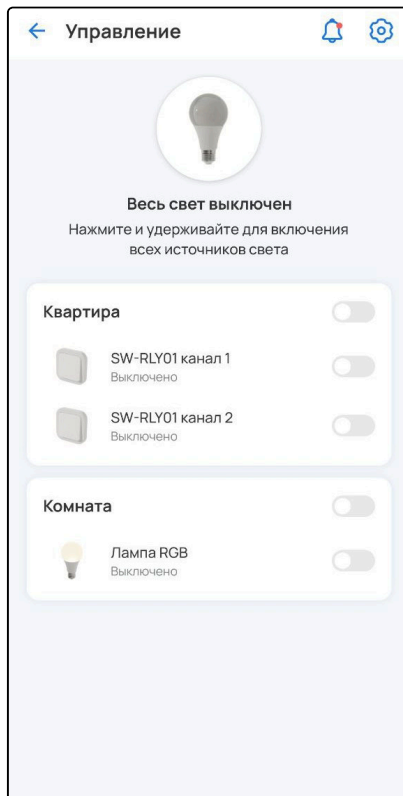 Управление
Весь свет выключен
Нажмите и удерживайте для включения
всех источников света
Квартира
SW-RLY01 канал 1
Выключено
SW-RLY01 канал 2
Выключено
Комната
Лампа RGB
Выключено